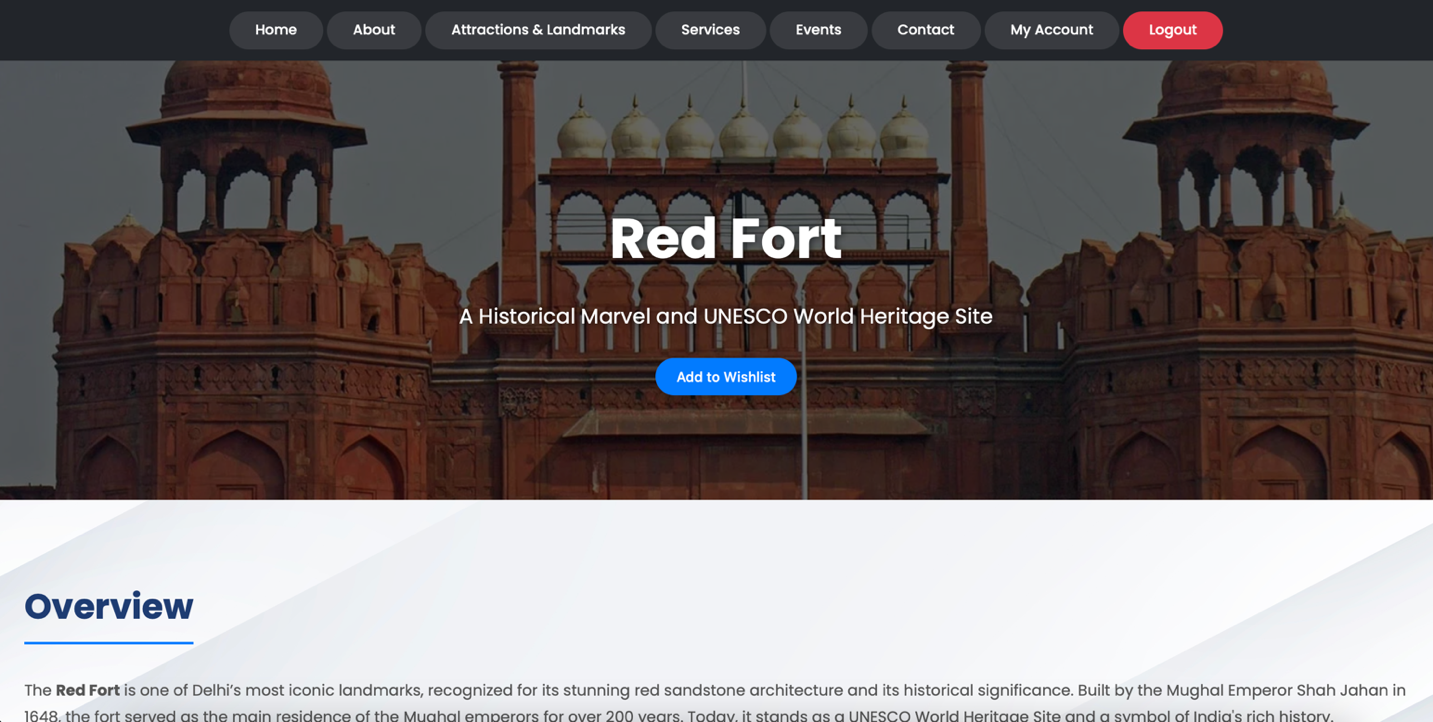 Home About Attractions & Landmarks Services Events Contact My Account Logout
Red Fort
A Historical Marvel and UNESCO World Heritage Site
Add to Wishlist
Overview
The Red Fort is one of Delhi’s most iconic landmarks, recognized for its stunning red sandstone architecture and its historical significance. Built by the Mughal Emperor Shah Jahan in
1648, the fort served as the main residence of the Mughal emperors for over 200 years. Today, it stands as a UNESCO World Heritage Site and a symbol of India's rich history.